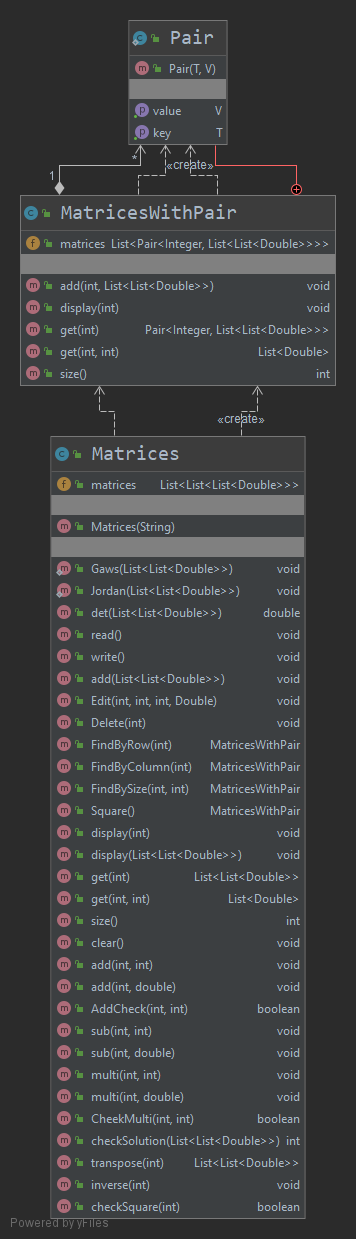 Pair
Pair(T, V)
value V
key T
1
*
«create»
MatricesWithPair
matrices List<Pair<Integer, List<List<Double>>>>
add(int, List<List<Double>>) void
display(int) void
get(int) Pair<Integer, List<List<Double>>>
get(int, int) List<Double>
size() int
«create»
Matrices
matrices List<List<List<Double>>>
Matrices(String)
Gaws(List<List<Double>>) void
Jordan(List<List<Double>>) void
det(List<List<Double>>) double
read() void
write() void
add(List<List<Double>>) void
Edit(int, int, int, Double) void
Delete(int) void
FindByRow(int) MatricesWithPair
FindByColumn(int) MatricesWithPair
FindBySize(int, int) MatricesWithPair
Square() MatricesWithPair
display(int) void
display(List<List<Double>>) void
get(int) List<List<Double>>
get(int, int) List<Double>
size() int
clear() void
add(int, int) void
add(int, double) void
AddCheck(int, int) boolean
sub(int, int) void
sub(int, double) void
multi(int, int) void
multi(int, double) void
CheekMulti(int, int) boolean
checkSolution(List<List<Double>>) int
transpose(int) List<List<Double>>
inverse(int) void
checkSquare(int) boolean
Powered by yFiles